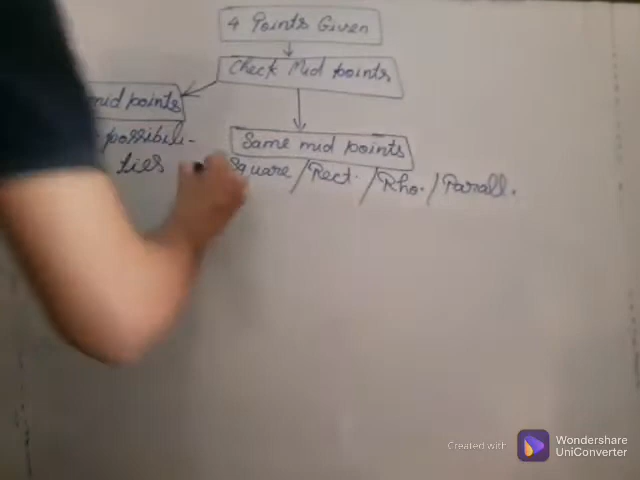 4 Points Given
Check Mid points
mid points
possibili-
ties
Same mid points
Square / Rect. / Rho. / Parall.
Created with
Wondershare
UniConverter